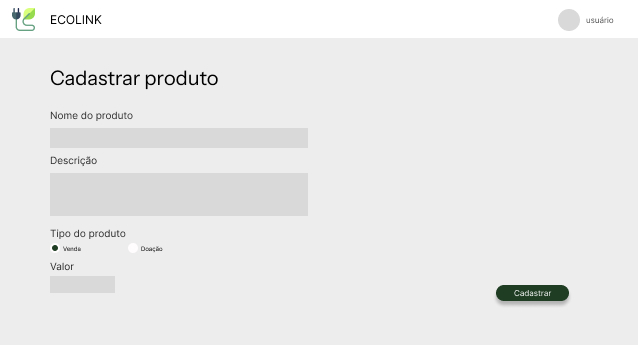 ECOLINK
usuário
Cadastrar produto
Nome do produto
Descrição
Tipo do produto
Venda
Doação
Valor
Cadastrar